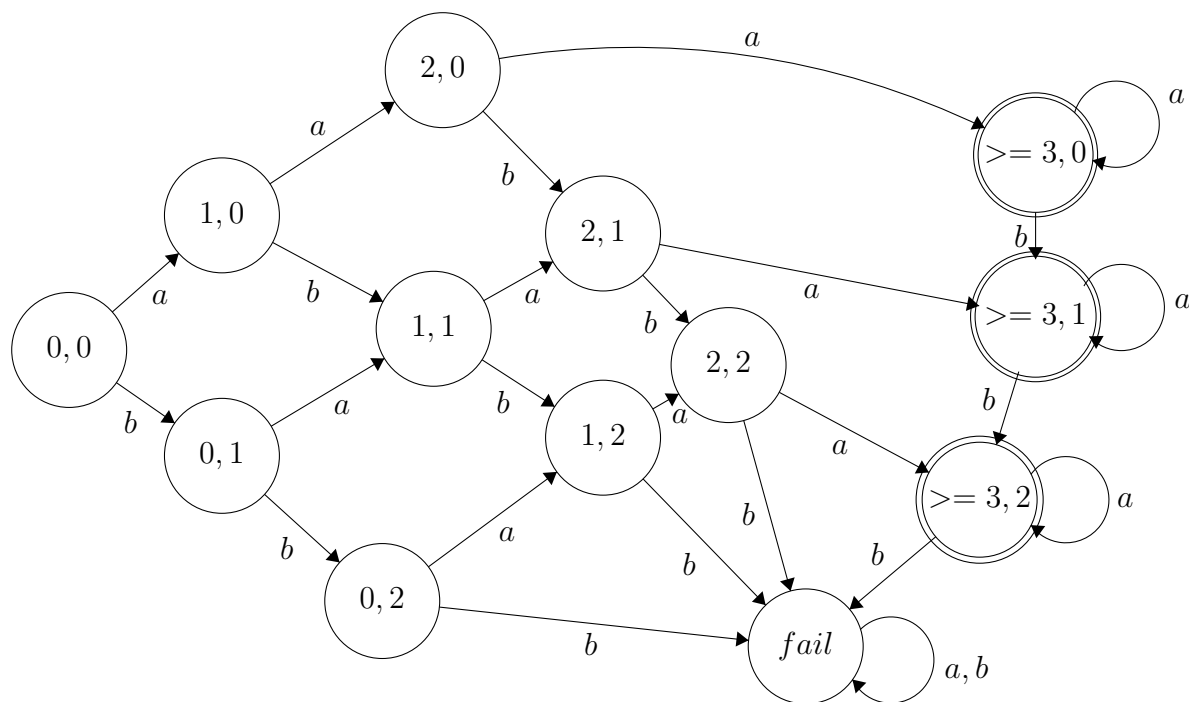 a
2, 0
a
>= 3, 0
a
b
1, 0
2, 1
b
a
b
a
>= 3, 1
a
a
1, 1
b
0, 0
2, 2
b
b
a
b
a
1, 2
a
0, 1
>= 3, 2
a
b
a
b
b
b
0, 2
b
fail
a, b